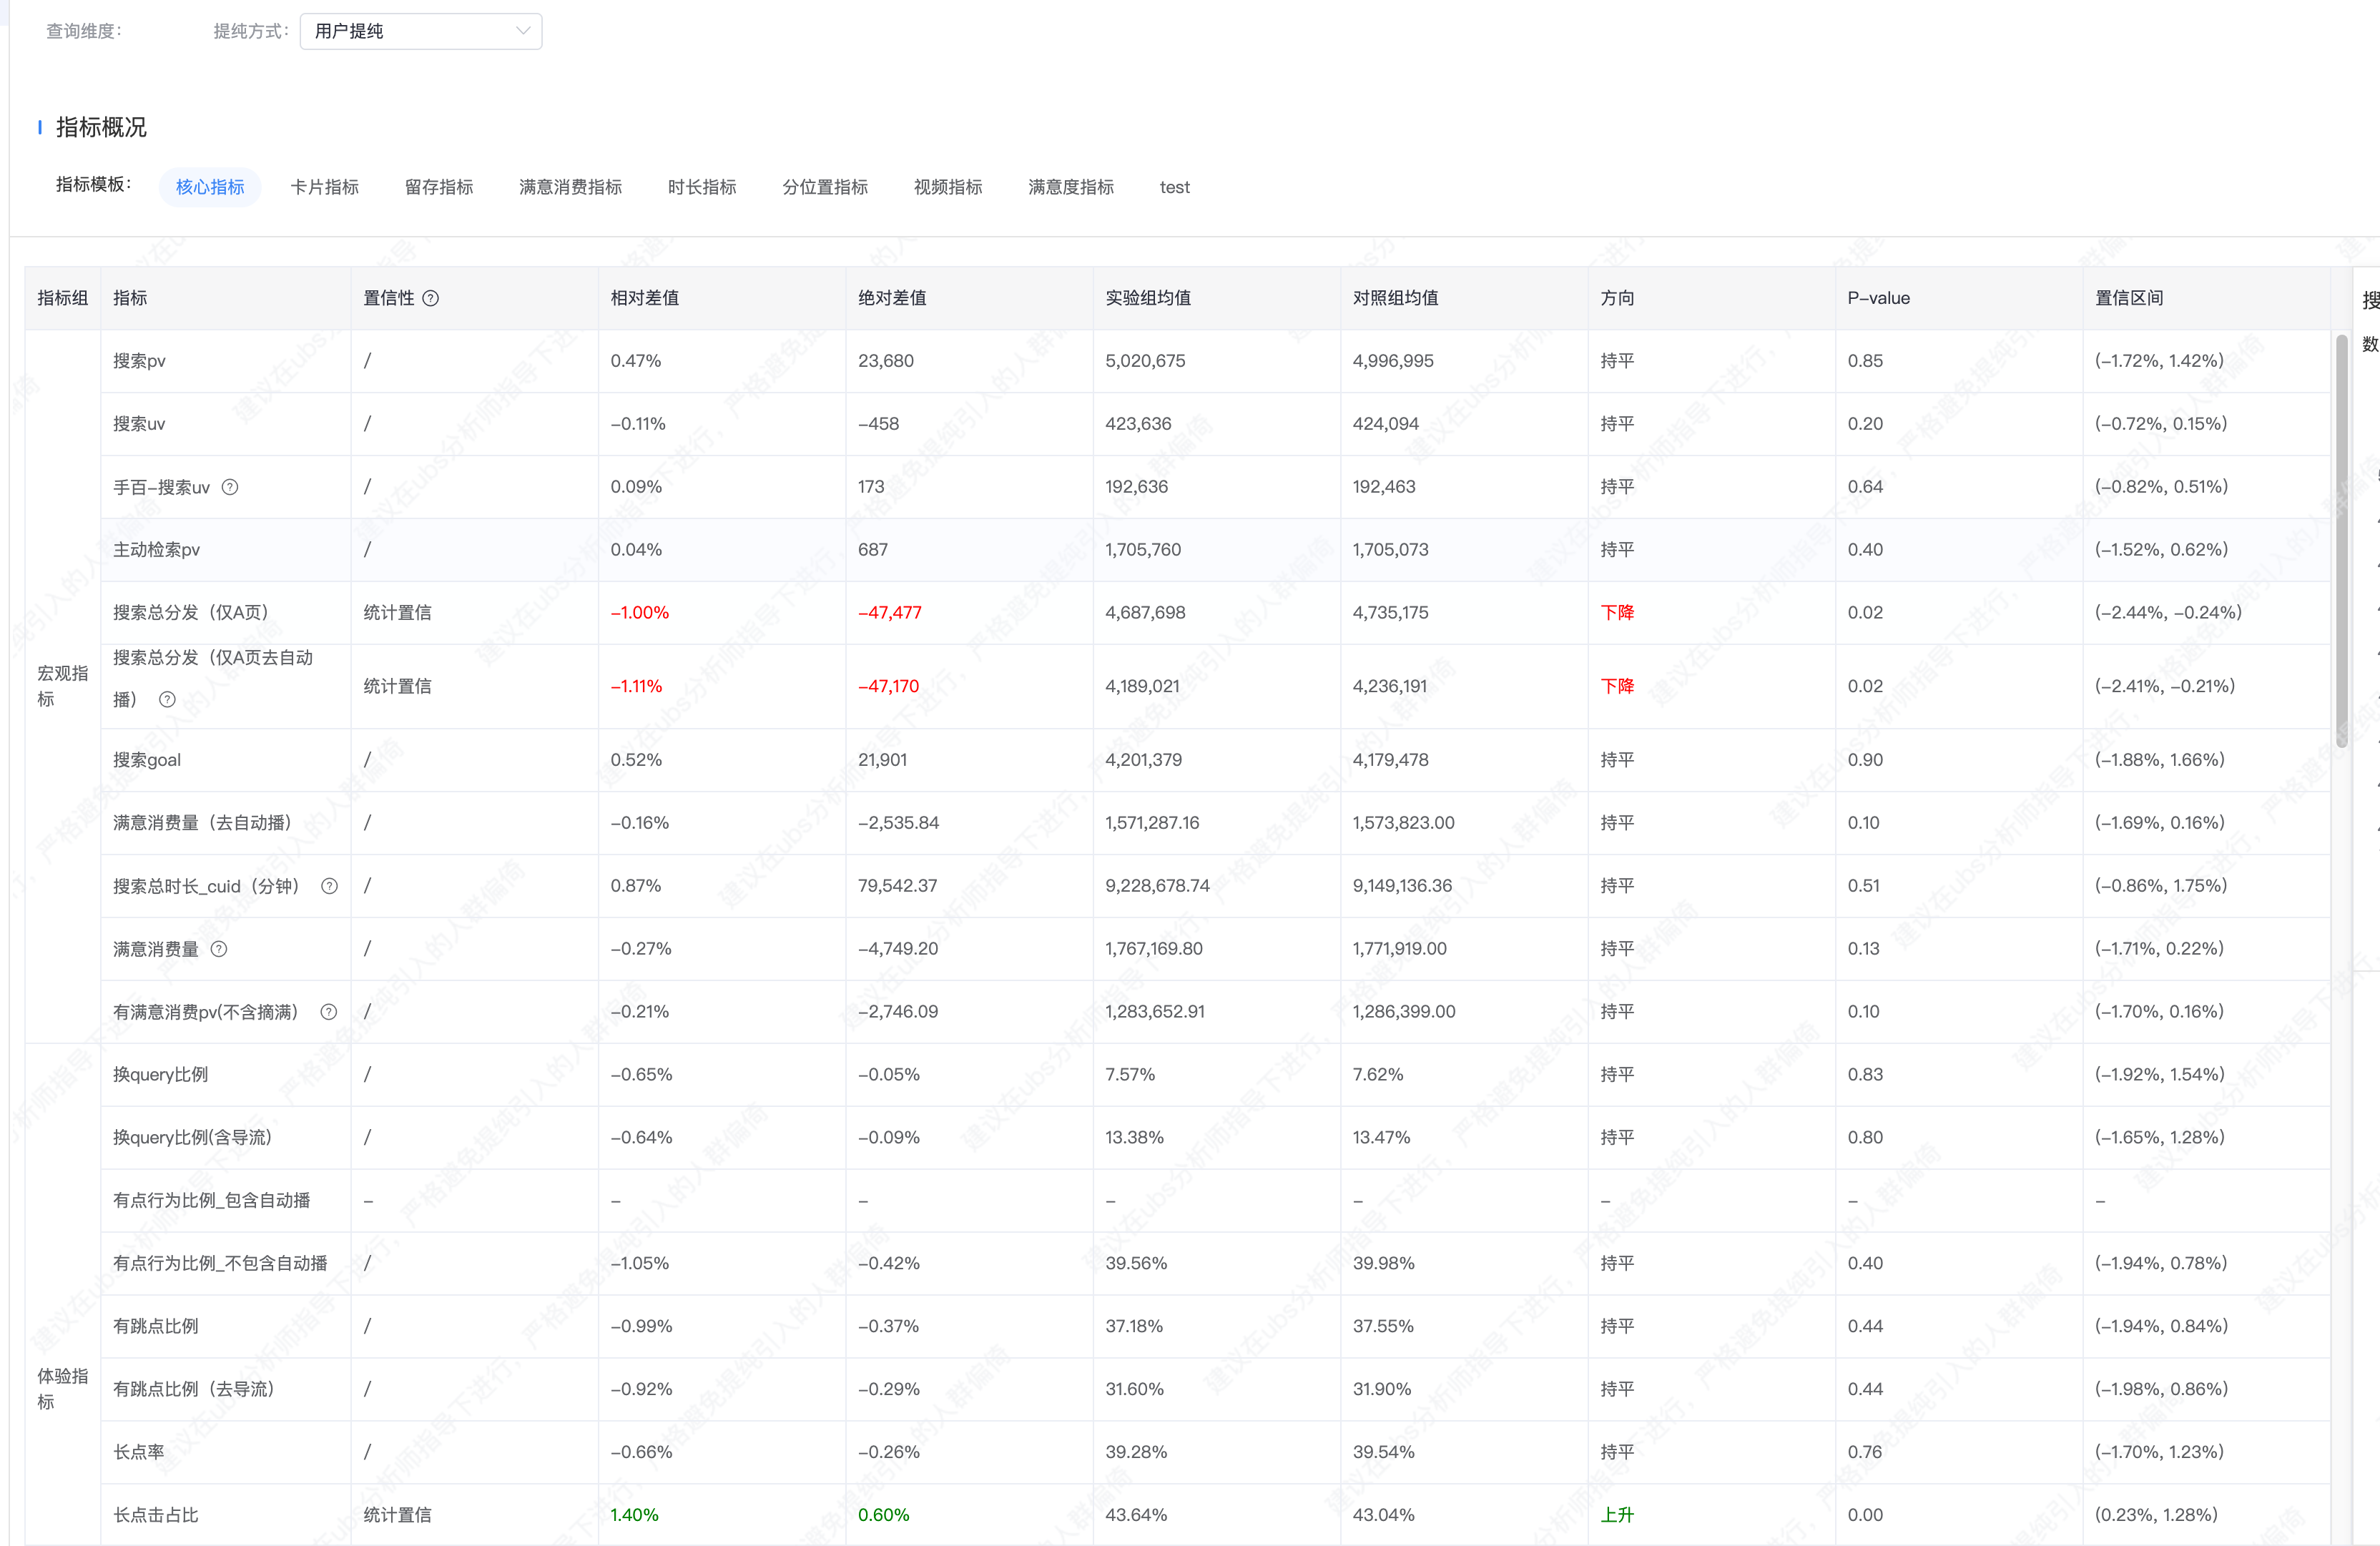 查询维度：
提纯方式：
用户提纯
指标概况
指标模板：
核心指标
卡片指标
留存指标
满意消费指标
时长指标
分位置指标
视频指标
满意度指标
test
指标组 指标 置信性 相对差值 绝对差值 实验组均值 对照组均值 方向 P-value 置信区间
宏观指标
搜索pv / 0.47% 23,680 5,020,675 4,996,995 持平 0.85 (-1.72%, 1.42%)
搜索uv / -0.11% -458 423,636 424,094 持平 0.20 (-0.72%, 0.15%)
手百-搜索uv / 0.09% 173 192,636 192,463 持平 0.64 (-0.82%, 0.51%)
主动检索pv / 0.04% 687 1,705,760 1,705,073 持平 0.40 (-1.52%, 0.62%)
搜索总分发（仅A页） 统计置信 -1.00% -47,477 4,687,698 4,735,175 下降 0.02 (-2.44%, -0.24%)
搜索总分发（仅A页去自动播） 统计置信 -1.11% -47,170 4,189,021 4,236,191 下降 0.02 (-2.41%, -0.21%)
搜索goal / 0.52% 21,901 4,201,379 4,179,478 持平 0.90 (-1.88%, 1.66%)
满意消费量（去自动播） / -0.16% -2,535.84 1,571,287.16 1,573,823.00 持平 0.10 (-1.69%, 0.16%)
搜索总时长_cuid（分钟） / 0.87% 79,542.37 9,228,678.74 9,149,136.36 持平 0.51 (-0.86%, 1.75%)
满意消费量 / -0.27% -4,749.20 1,767,169.80 1,771,919.00 持平 0.13 (-1.71%, 0.22%)
有满意消费pv(不含摘满) / -0.21% -2,746.09 1,283,652.91 1,286,399.00 持平 0.10 (-1.70%, 0.16%)
体验指标
换query比例 / -0.65% -0.05% 7.57% 7.62% 持平 0.83 (-1.92%, 1.54%)
换query比例(含导流) / -0.64% -0.09% 13.38% 13.47% 持平 0.80 (-1.65%, 1.28%)
有点行为比例_包含自动播 - - - - - - - -
有点行为比例_不包含自动播 / -1.05% -0.42% 39.56% 39.98% 持平 0.40 (-1.94%, 0.78%)
有跳点比例 / -0.99% -0.37% 37.18% 37.55% 持平 0.44 (-1.94%, 0.84%)
有跳点比例（去导流） / -0.92% -0.29% 31.60% 31.90% 持平 0.44 (-1.98%, 0.86%)
长点率 / -0.66% -0.26% 39.28% 39.54% 持平 0.76 (-1.70%, 1.23%)
长点击占比 统计置信 1.40% 0.60% 43.64% 43.04% 上升 0.00 (0.23%, 1.28%)
搜
数
建议在ubs分析师指导下进行，严格避免提纯引入的人群偏倚